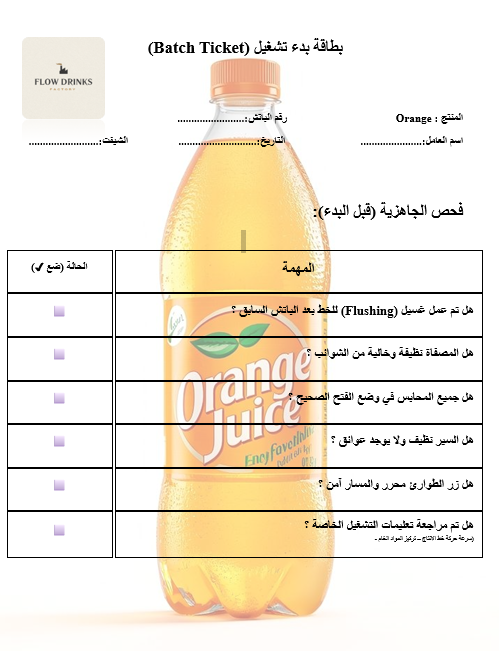 بطاقة بدء تشغيل (Batch Ticket)
FLOW DRINKS
FACTORY
المنتج : Orange
رقم الباتش:.........................
اسم العامل:.......................
التاريخ:.............................
الشيفت:..........................
فحص الجاهزية (قبل البدء):
المهمة
الحالة (ضع ✓)
هل تم عمل غسيل (Flushing) للخط بعد الباتش السابق ؟
هل المصفاة نظيفة وخالية من الشوائب ؟
هل جميع المحابس في وضع الفتح الصحيح ؟
هل السير نظيف ولا يوجد عوائق ؟
هل زر الطوارئ محرر والمسار آمن ؟
هل تم مراجعة تعليمات التشغيل الخاصة ؟
(سرعة حركة خط الانتاج – تركيز المواد الخام –
Orange
Juice